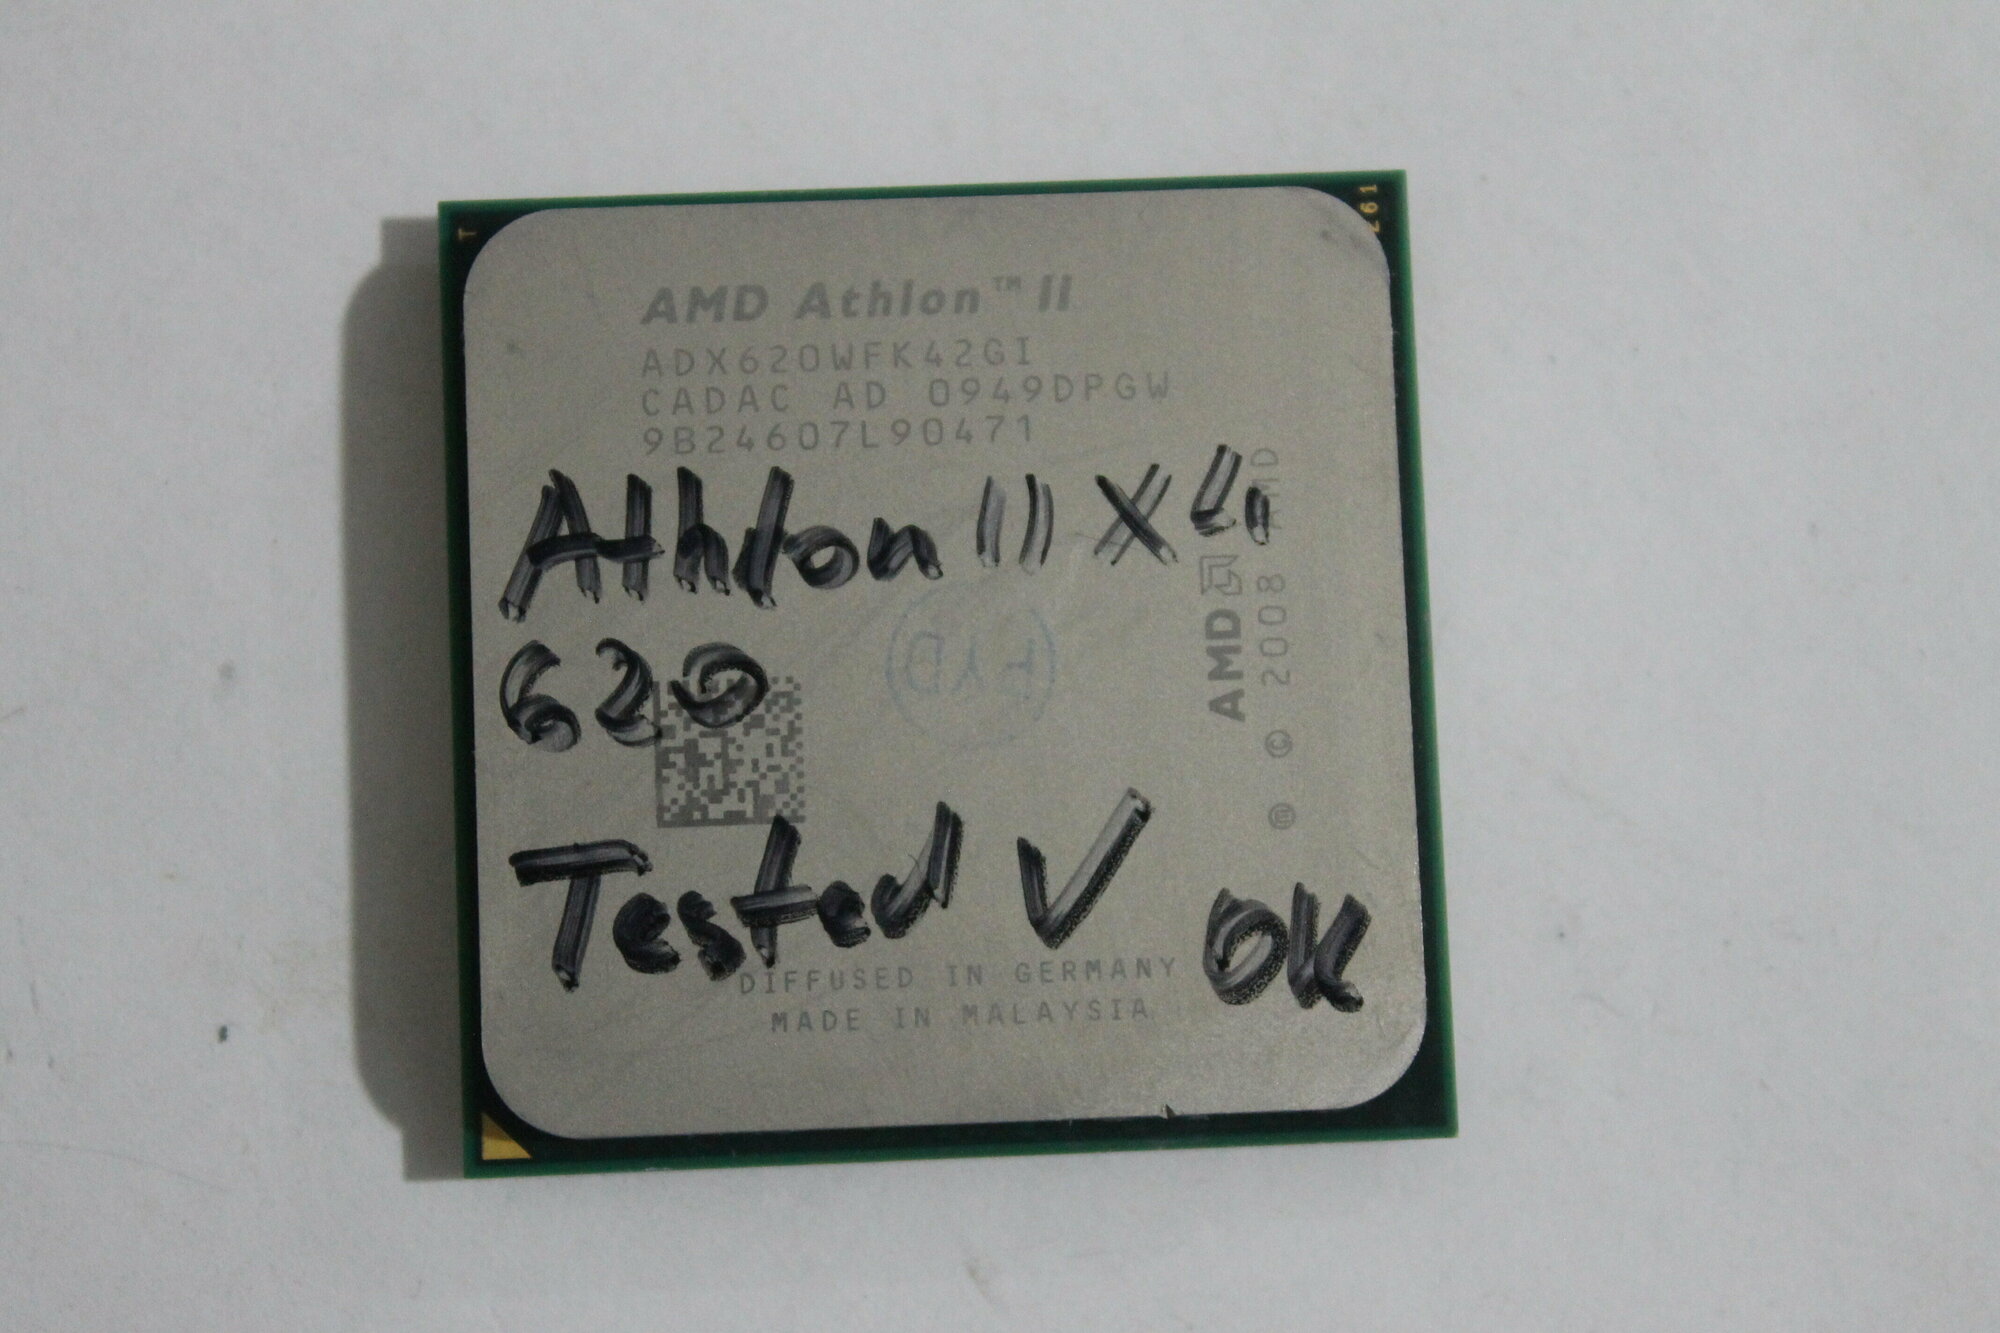 AMD Athlon™ II
ADX620WFK42GI
CADAC AD 0949DPGW
9B24607L90471
Athlon II X4
620
Tested V OK
DIFFUSED IN GERMANY
MADE IN MALAYSIA
AMD
ⓜ © 2008 AMD
T